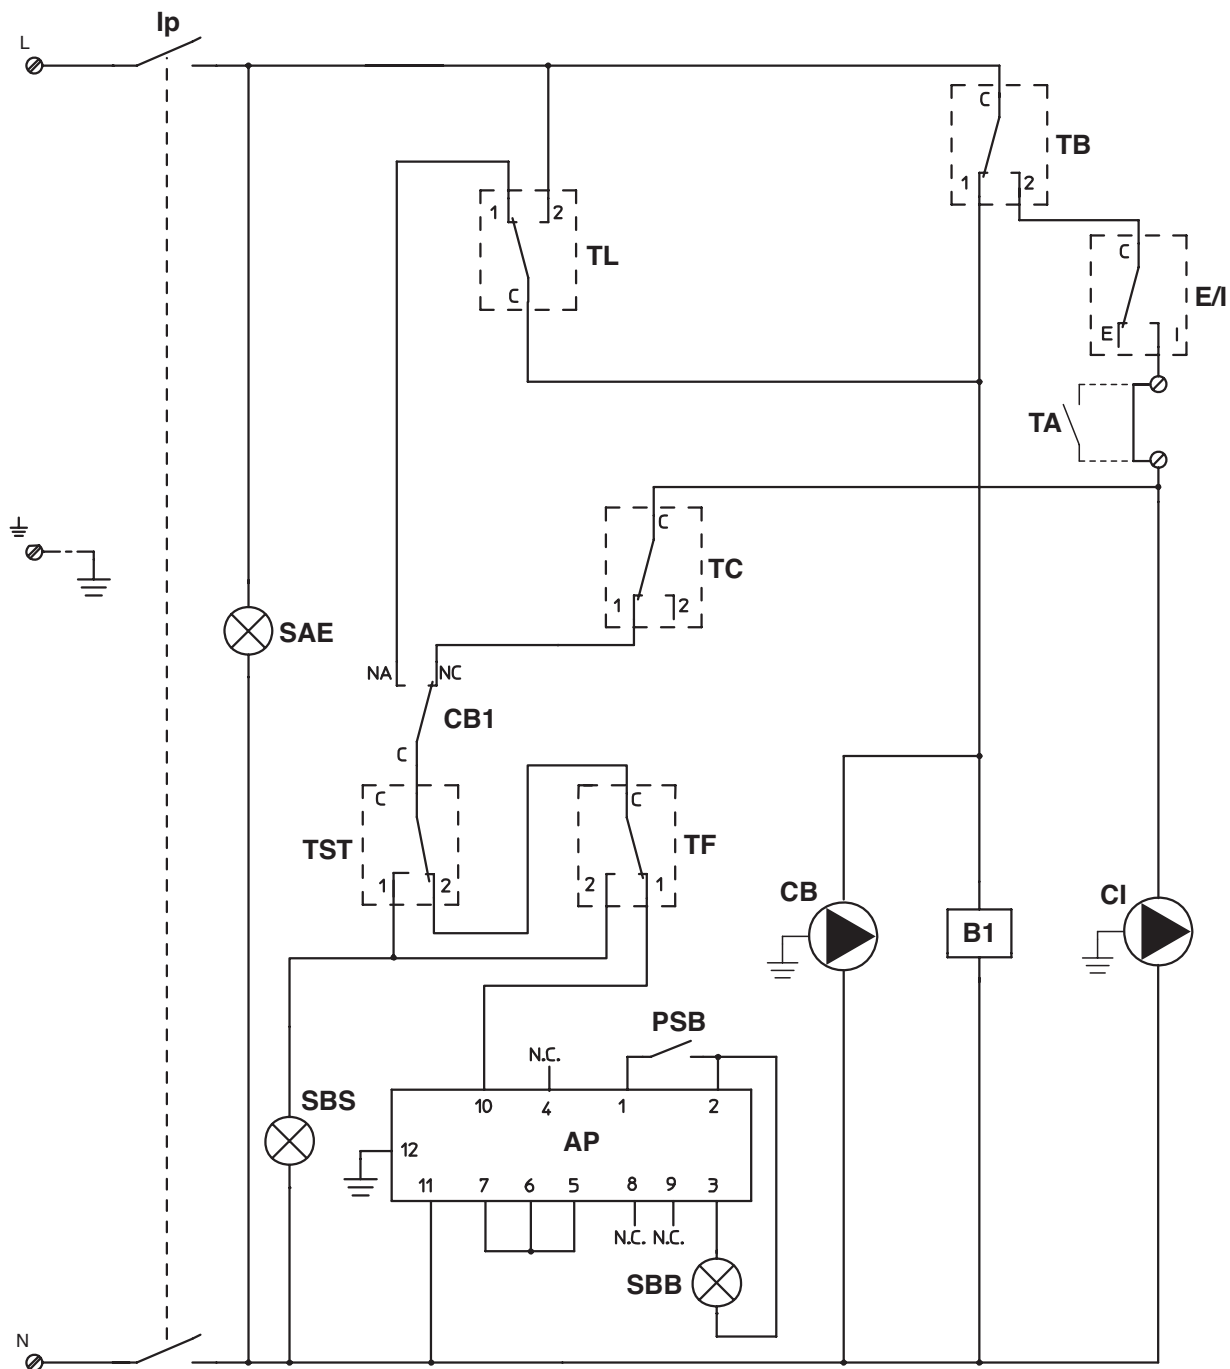 Ip
L
C
TB
1 2
1 2
TL
C
C
E/I
E I
TA
C
TC
1 2
SAE
NA NC
CB1
C
C C
TST TF
1 2 2 1
CB B1 CI
PSB
N.C.
SBS
10 4 1 2
12 AP
11 7 6 5 8 9 3
N.C. N.C.
SBB
N